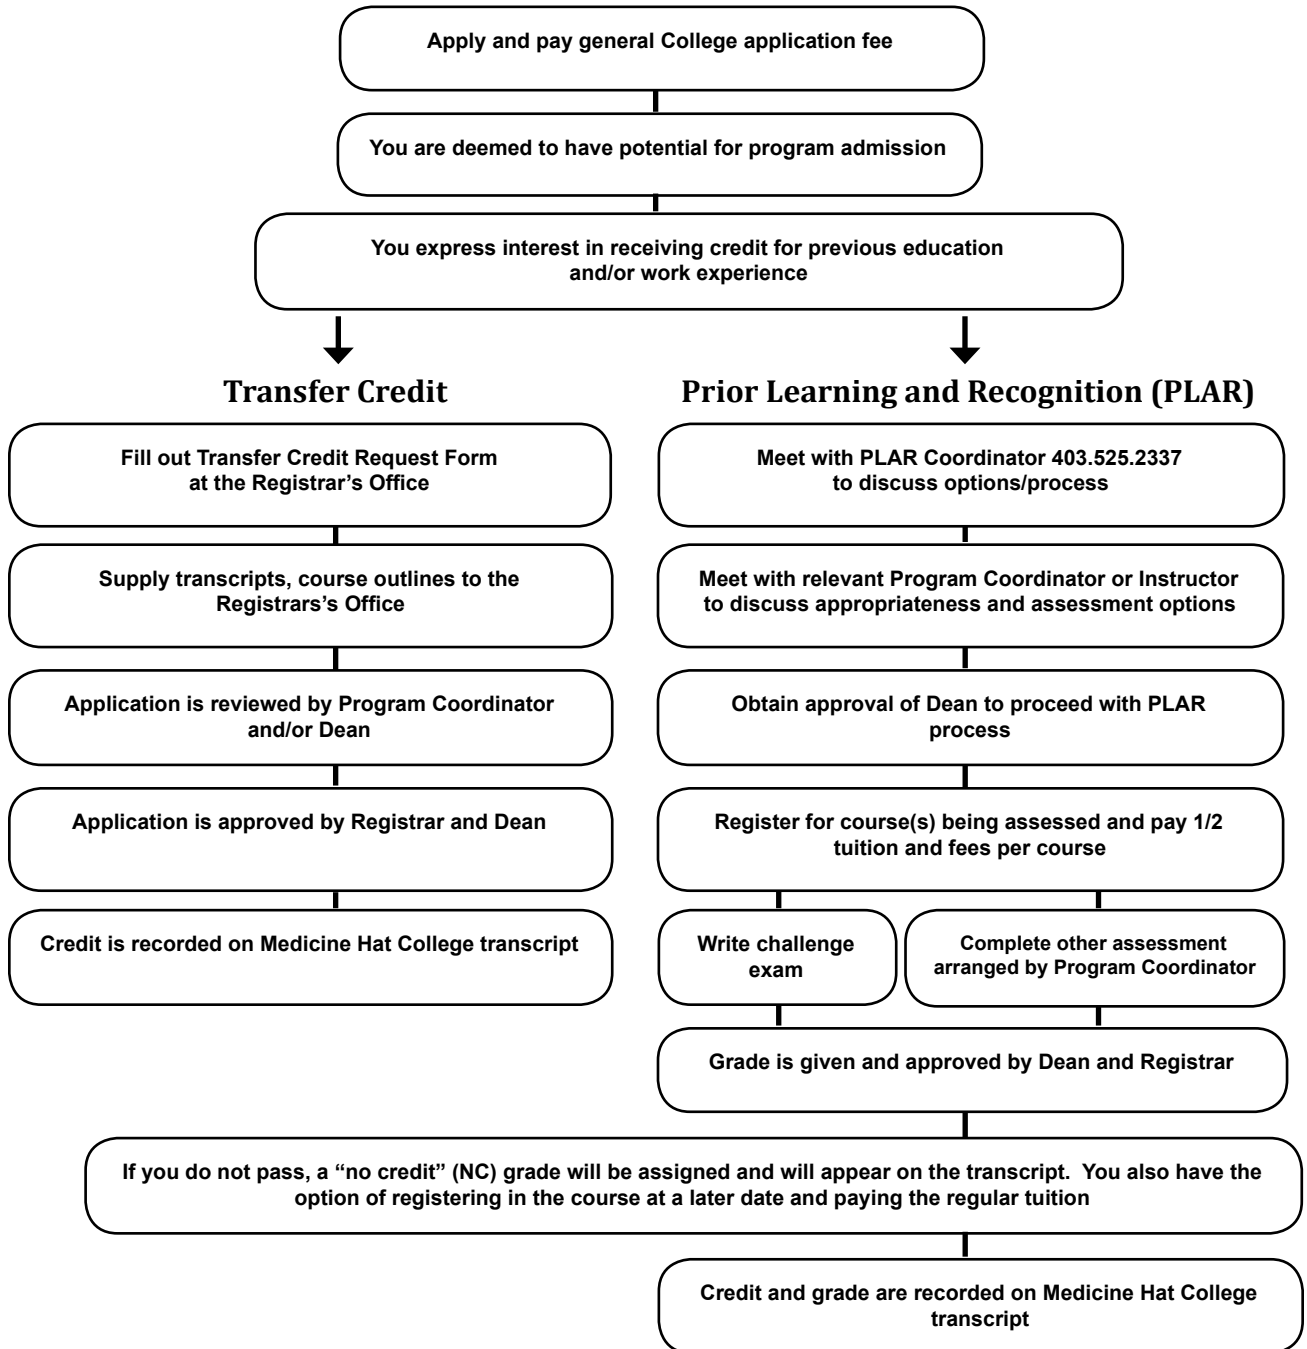 Apply and pay general College application fee
You are deemed to have potential for program admission
You express interest in receiving credit for previous education
and/or work experience
Transfer Credit
Fill out Transfer Credit Request Form
at the Registrar’s Office
Supply transcripts, course outlines to the
Registrars’s Office
Application is reviewed by Program Coordinator
and/or Dean
Application is approved by Registrar and Dean
Credit is recorded on Medicine Hat College transcript
Prior Learning and Recognition (PLAR)
Meet with PLAR Coordinator 403.525.2337
to discuss options/process
Meet with relevant Program Coordinator or Instructor
to discuss appropriateness and assessment options
Obtain approval of Dean to proceed with PLAR
process
Register for course(s) being assessed and pay 1/2
tuition and fees per course
Write challenge
exam
Complete other assessment
arranged by Program Coordinator
Grade is given and approved by Dean and Registrar
If you do not pass, a “no credit” (NC) grade will be assigned and will appear on the transcript. You also have the
option of registering in the course at a later date and paying the regular tuition
Credit and grade are recorded on Medicine Hat College
transcript